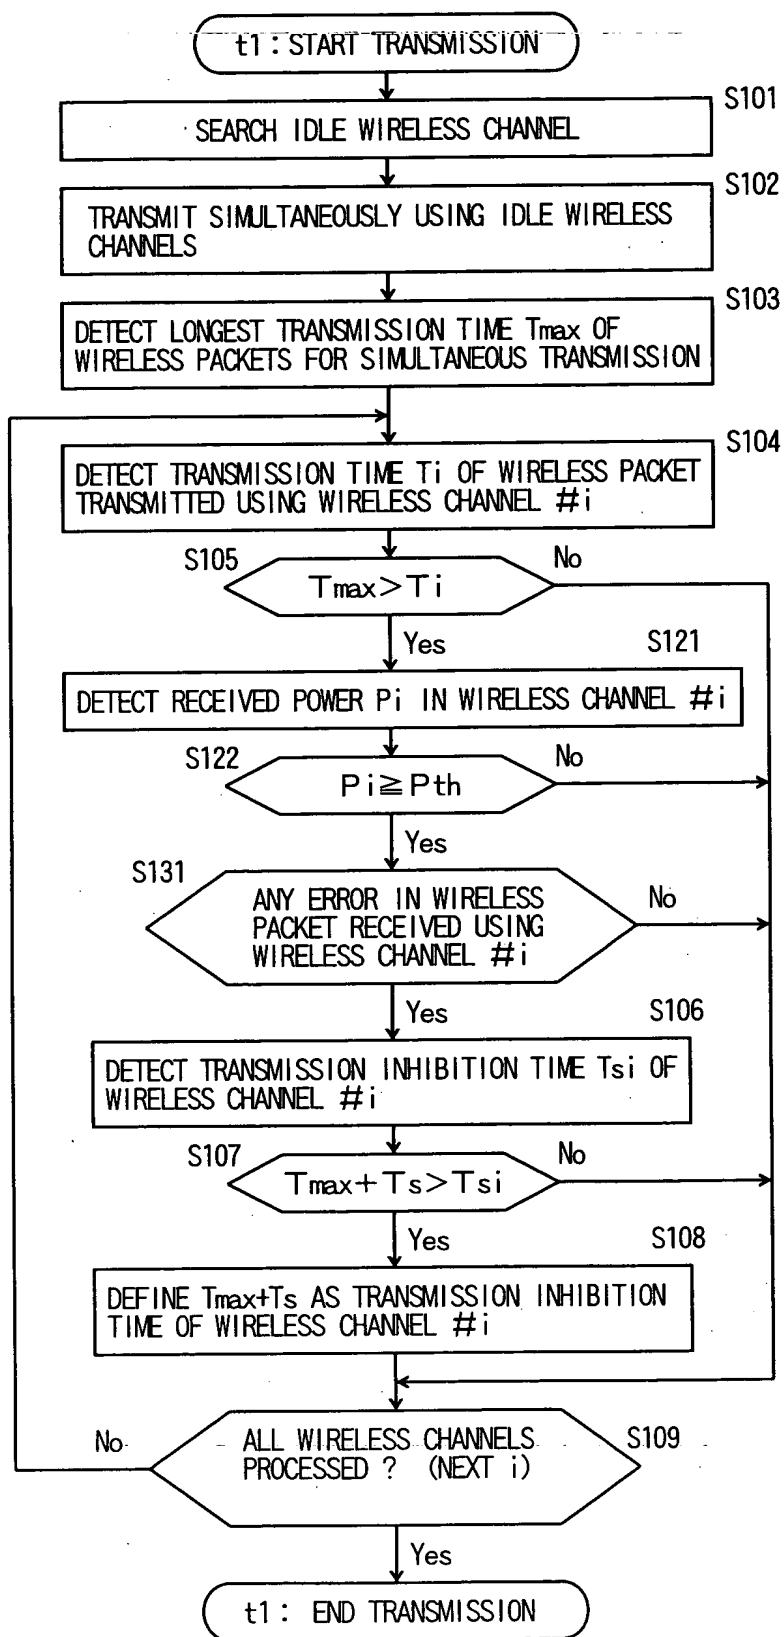 t1 : START TRANSMISSION
S101
SEARCH IDLE WIRELESS CHANNEL
S102
TRANSMIT SIMULTANEOUSLY USING IDLE WIRELESS
CHANNELS
S103
DETECT LONGEST TRANSMISSION TIME Tmax OF
WIRELESS PACKETS FOR SIMULTANEOUS TRANSMISSION
S104
DETECT TRANSMISSION TIME Ti OF WIRELESS PACKET
TRANSMITTED USING WIRELESS CHANNEL #i
S105
No
Tmax>Ti
Yes
S121
DETECT RECEIVED POWER Pi IN WIRELESS CHANNEL #i
S122
No
Pi≧Pth
Yes
S131
ANY ERROR IN WIRELESS
PACKET RECEIVED USING
WIRELESS CHANNEL #i
No
Yes
S106
DETECT TRANSMISSION INHIBITION TIME Tsi OF
WIRELESS CHANNEL #i
S107
No
Tmax+Ts>Tsi
Yes
S108
DEFINE Tmax+Ts AS TRANSMISSION INHIBITION
TIME OF WIRELESS CHANNEL #i
No
ALL WIRELESS CHANNELS
PROCESSED ? (NEXT i)
S109
Yes
t1 : END TRANSMISSION